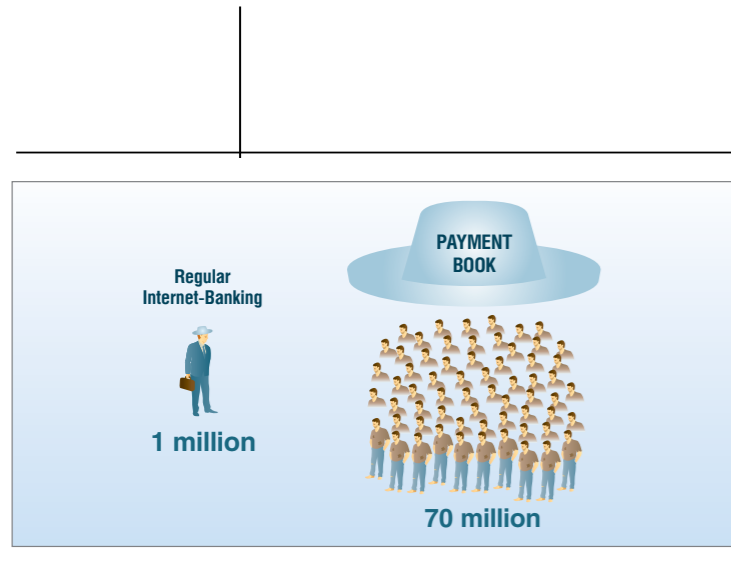 Regular
Internet-Banking
1 million
PAYMENT
BOOK
70 million